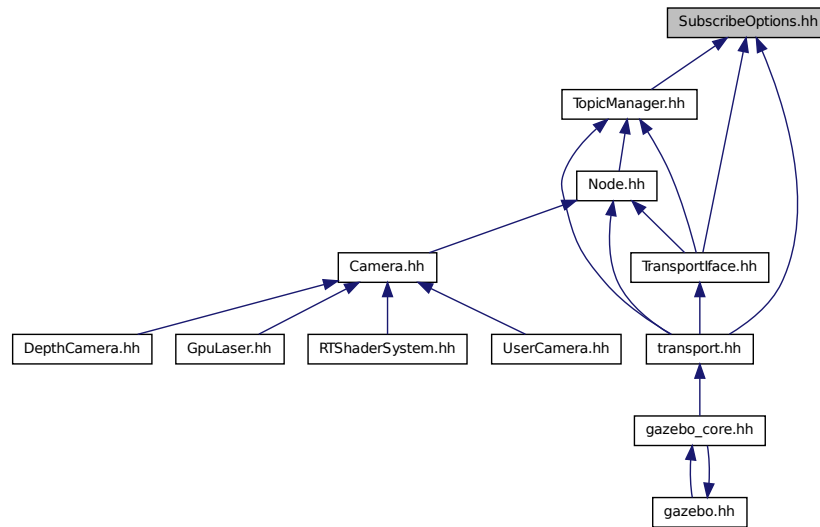 SubscribeOptions.hh
TopicManager.hh
Node.hh
Camera.hh
TransportIface.hh
DepthCamera.hh
GpuLaser.hh
RTShaderSystem.hh
UserCamera.hh
transport.hh
gazebo_core.hh
gazebo.hh